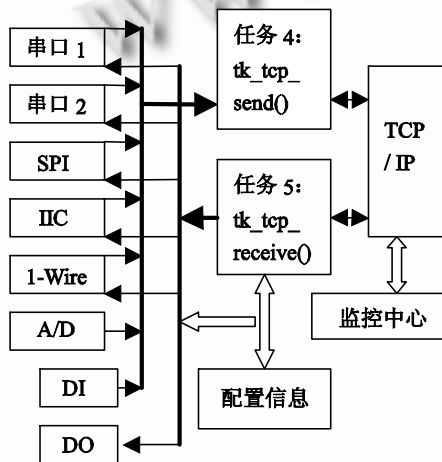 串口 1
串口 2
SPI
IIC
1-Wire
A/D
DI
DO
任务 4：
tk_tcp_
send()
任务 5：
tk_tcp_
receive()
配置信息
TCP
/ IP
监控中心